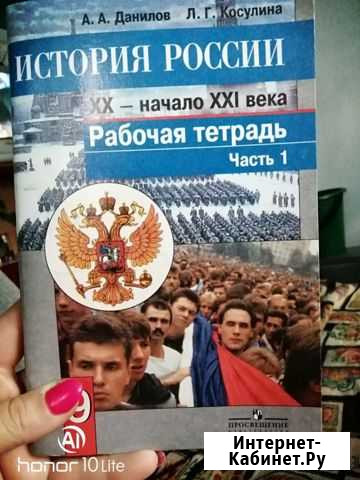 А. А. Данилов Л. Г. Косулина
ИСТОРИЯ РОССИИ
XX – начало XXI века
Рабочая тетрадь
Часть 1
9
ПРОСВЕЩЕНИЕ
AI
honor 10 Lite
Интернет-
Кабинет.Ру